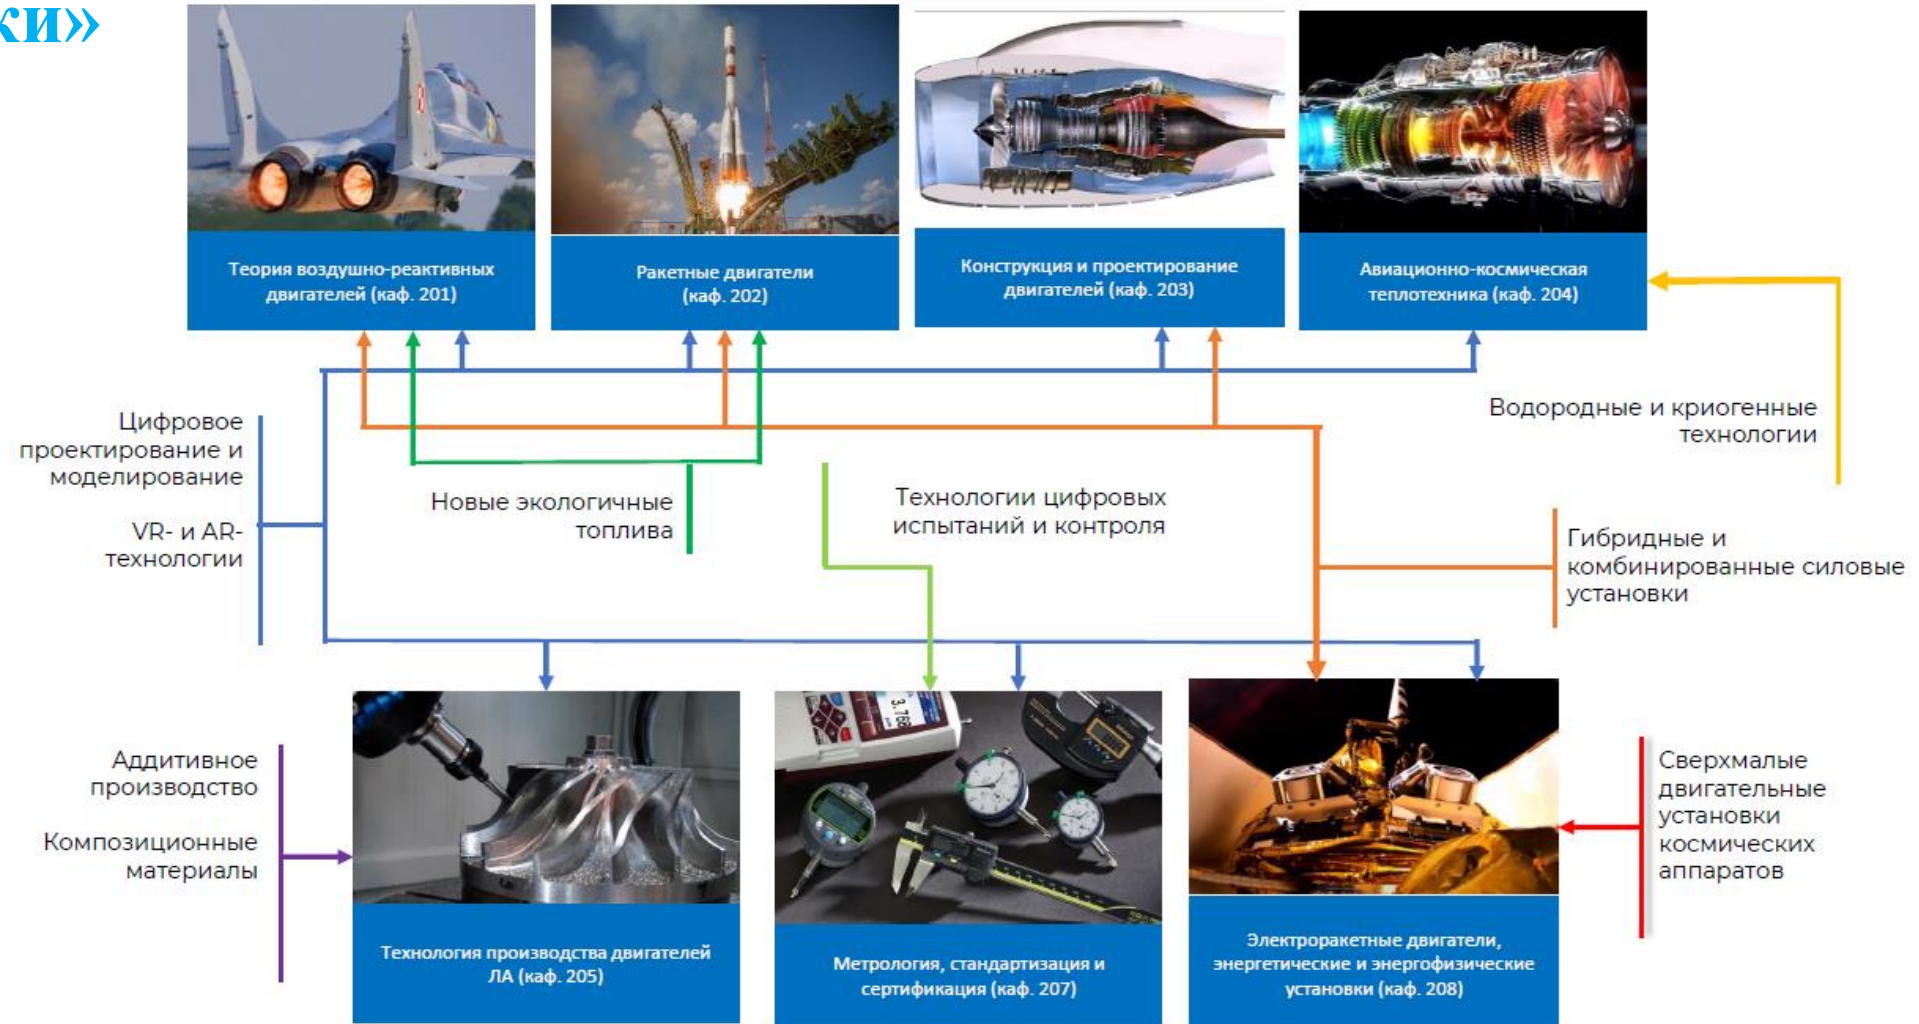 ки»
Теория воздушно-реактивных
двигателей (каф. 201)
Ракетные двигатели
(каф. 202)
Конструкция и проектирование
двигателей (каф. 203)
Авиационно-космическая
теплотехника (каф. 204)
Цифровое
проектирование и
моделирование
VR- и AR-
технологии
Новые экологичные
топлива
Технологии цифровых
испытаний и контроля
Водородные и криогенные
технологии
Гибридные и
комбинированные силовые
установки
Аддитивное
производство
Композиционные
материалы
Сверхмалые
двигательные
установки
космических
аппаратов
3.768
Технология производства двигателей
ЛА (каф. 205)
Метрология, стандартизация и
сертификация (каф. 207)
Электроракетные двигатели,
энергетические и энергофизические
установки (каф. 208)